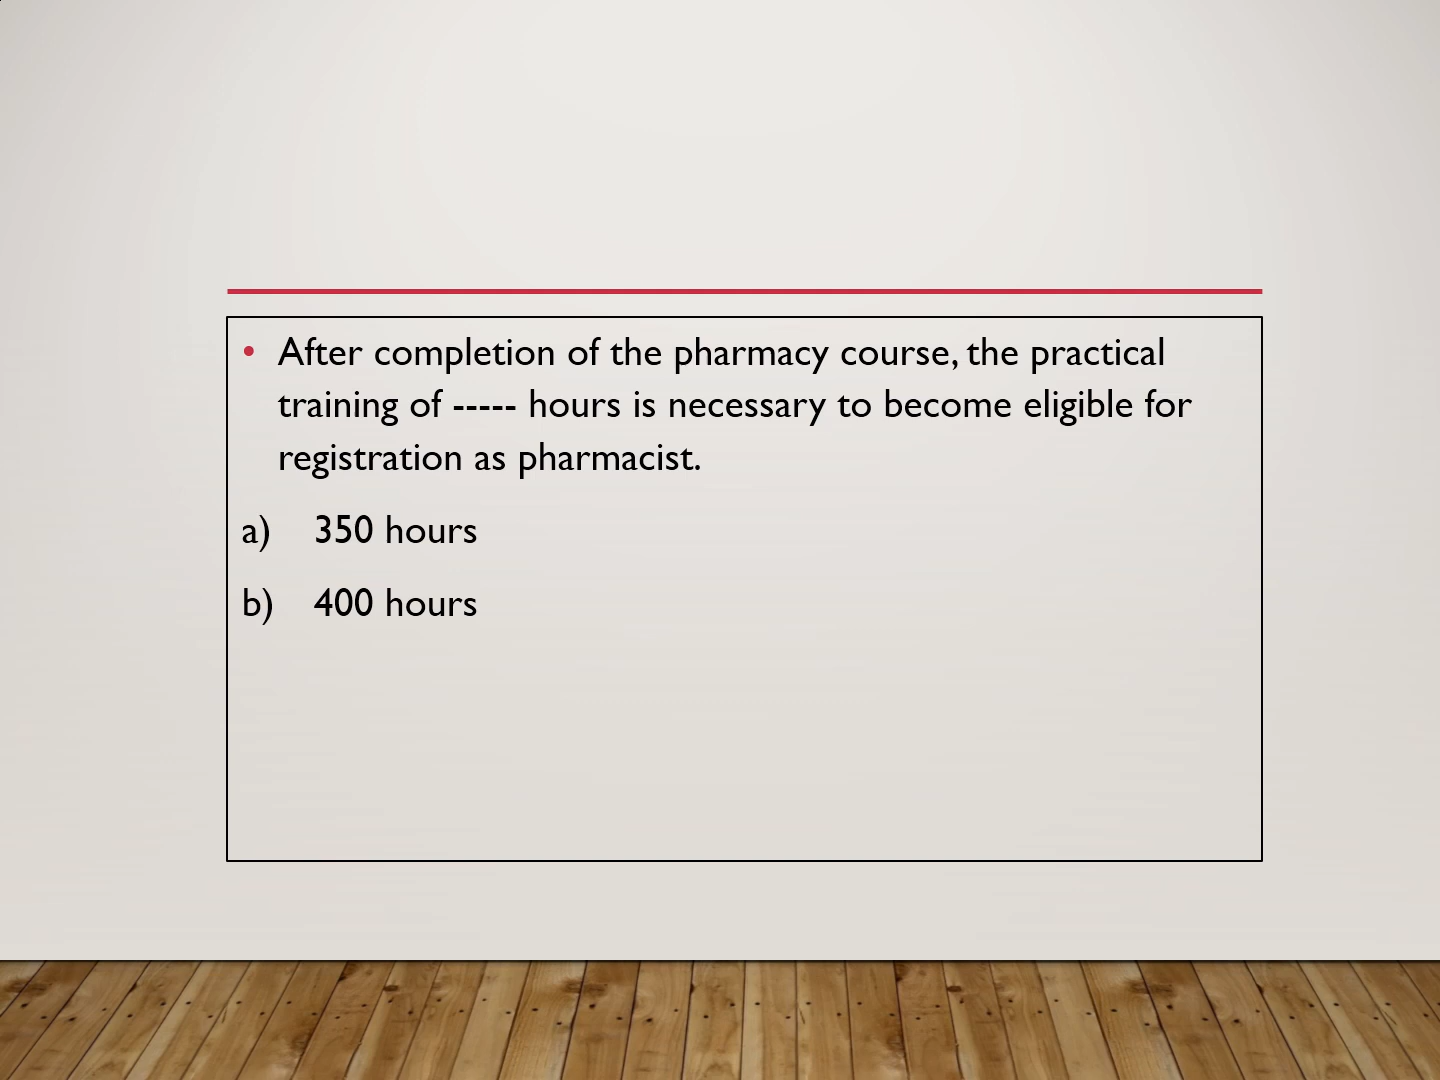 • After completion of the pharmacy course, the practical
training of ----- hours is necessary to become eligible for
registration as pharmacist.
a) 350 hours
b) 400 hours